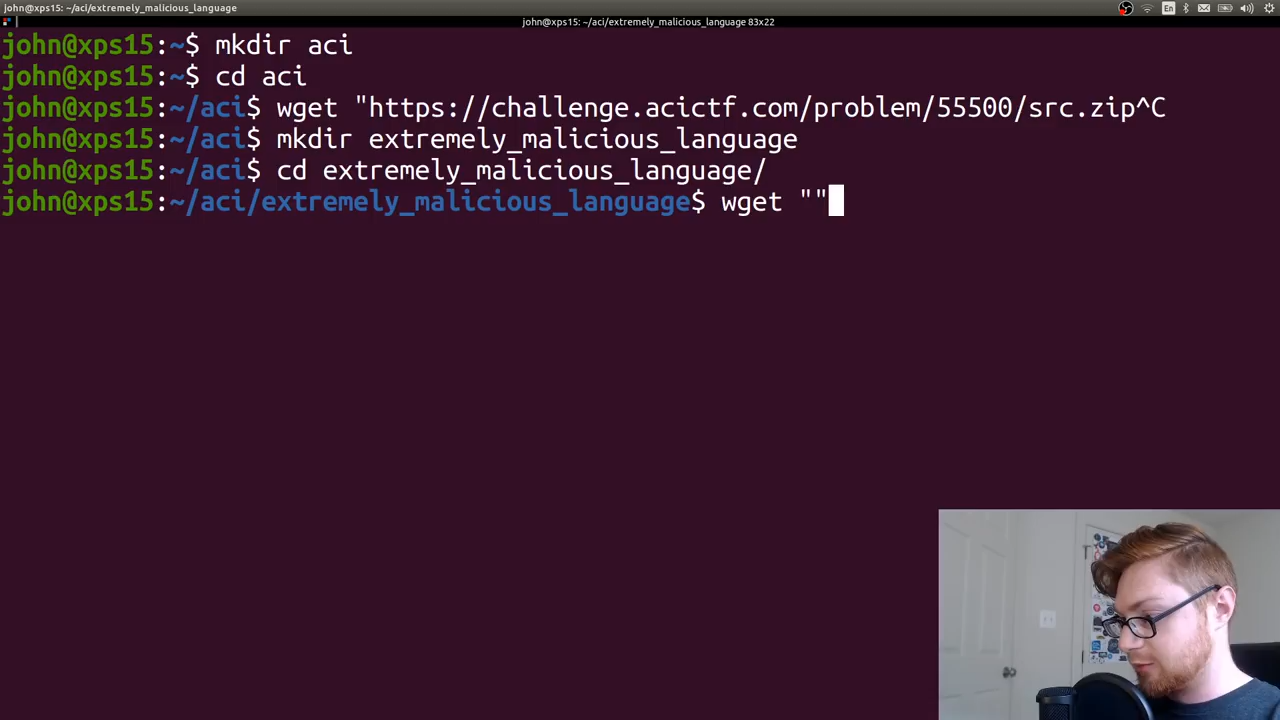 john@xps15: ~/aci/extremely_malicious_language
En
john@xps15: ~/aci/extremely_malicious_language 83x22
john@xps15:~$ mkdir aci
john@xps15:~$ cd aci
john@xps15:~/aci$ wget "https://challenge.acictf.com/problem/55500/src.zip^C
john@xps15:~/aci$ mkdir extremely_malicious_language
john@xps15:~/aci$ cd extremely_malicious_language/
john@xps15:~/aci/extremely_malicious_language$ wget ""